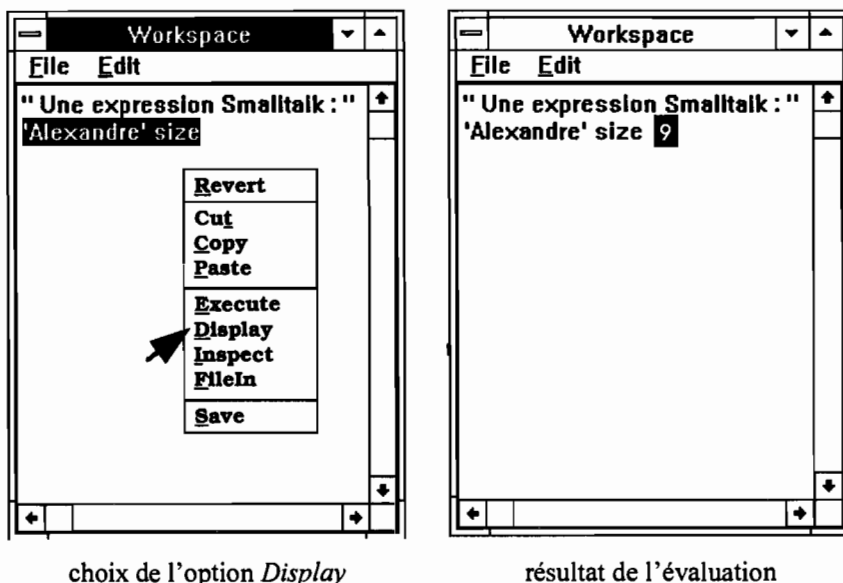 Workspace
File Edit
" Une expression Smalltalk : "
'Alexandre' size
Revert
Cut
Copy
Paste
Execute
Display
Inspect
FileIn
Save
choix de l'option Display
Workspace
File Edit
" Une expression Smalltalk : "
'Alexandre' size 9
résultat de l'évaluation